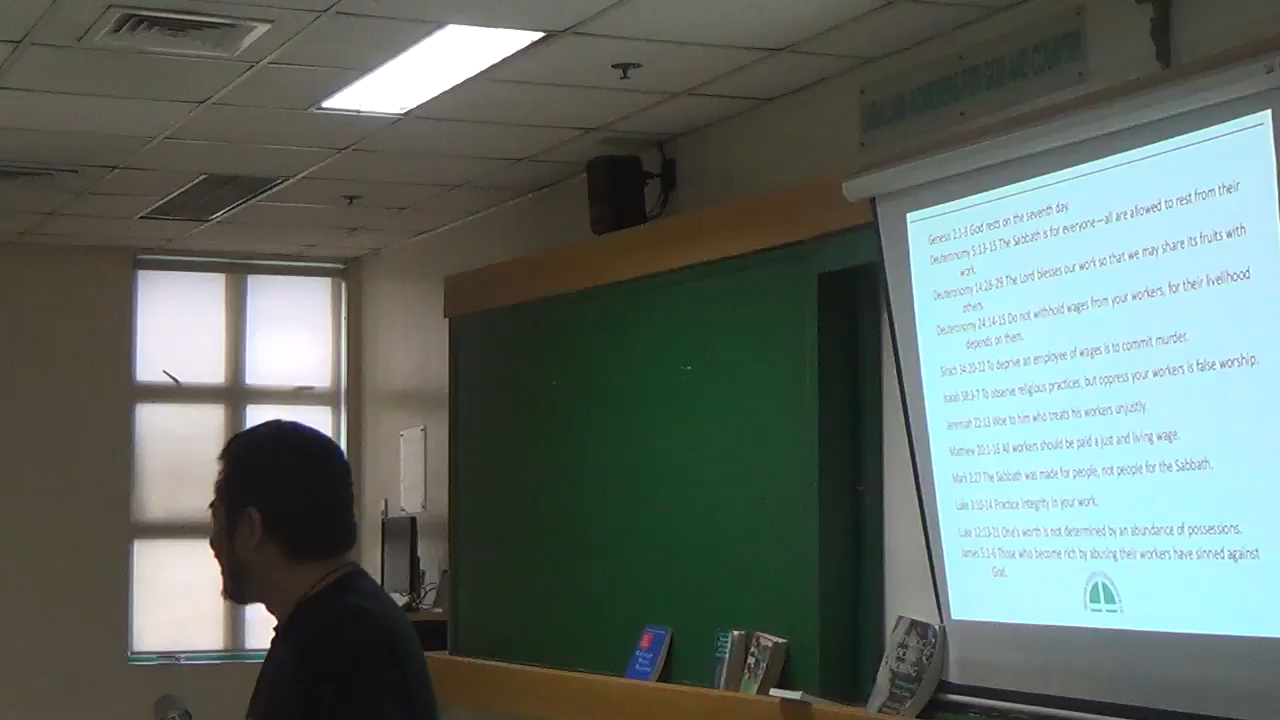 Genesis 2:1-3 God rests on the seventh day.
Deuteronomy 5:13-15 The Sabbath is for everyone—all are allowed to rest from their
work.
Deuteronomy 14:28-29 The Lord blesses our work so that we may share its fruits with
others.
Deuteronomy 24:14-15 Do not withhold wages from your workers, for their livelihood
depends on them.
Sirach 34:20-22 To deprive an employee of wages is to commit murder.
Isaiah 58:3-7 To observe religious practices, but oppress your workers is false worship.
Jeremiah 22:13 Woe to him who treats his workers unjustly.
Matthew 20:1-16 All workers should be paid a just and living wage.
Mark 2:27 The Sabbath was made for people, not people for the Sabbath.
Luke 3:10-14 Practice integrity in your work.
Luke 12:13-21 One's worth is not determined by an abundance of possessions.
James 5:1-6 Those who become rich by abusing their workers have sinned against
God.